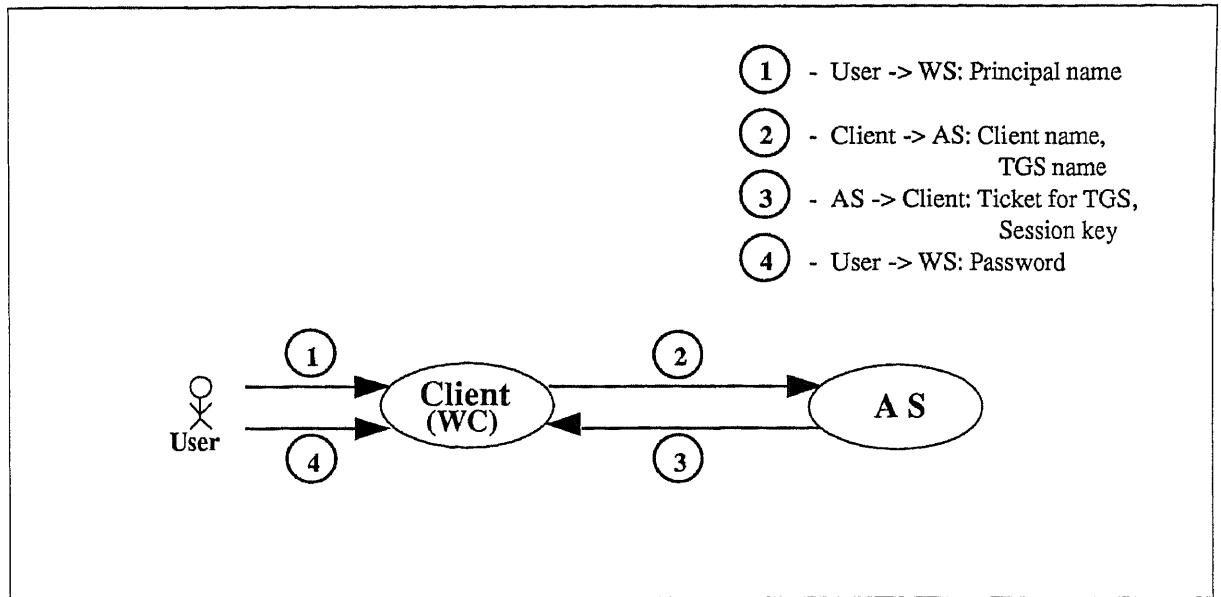 1 - User -> WS: Principal name
2 - Client -> AS: Client name,
TGS name
3 - AS -> Client: Ticket for TGS,
Session key
4 - User -> WS: Password
1
2
Client
(WC)
A S
User
4
3